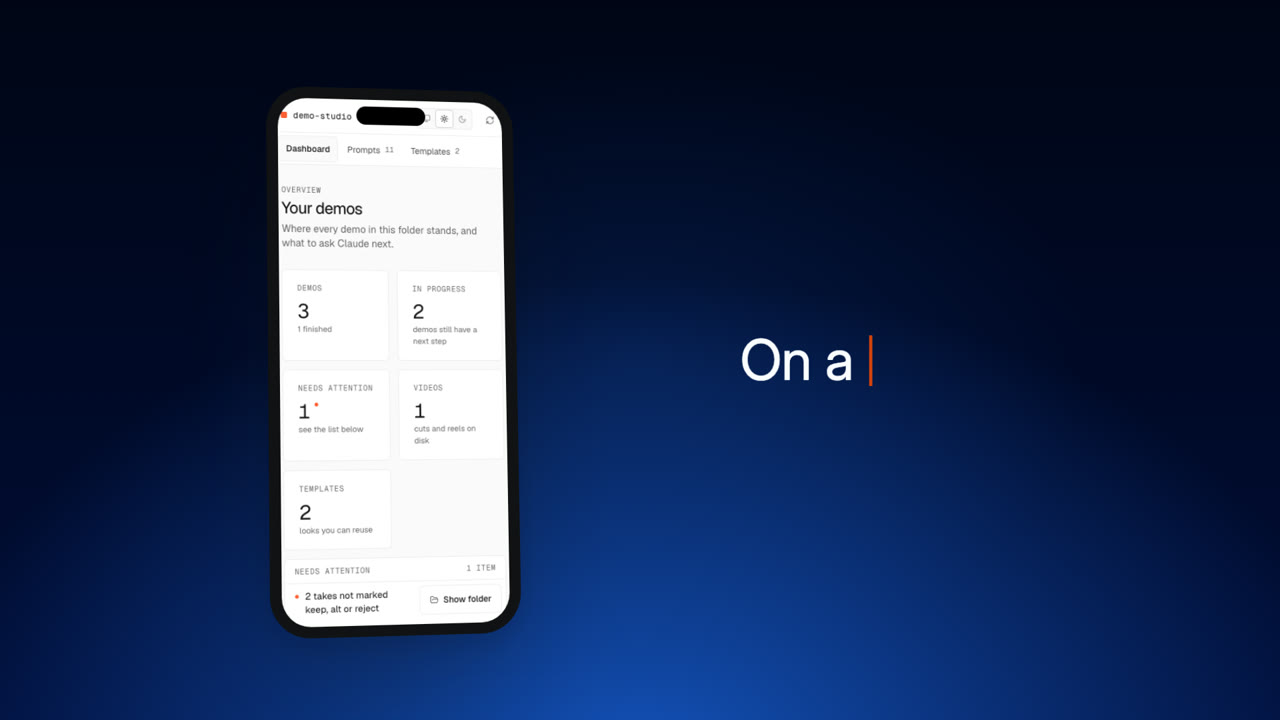 demo-studio
Dashboard Prompts 11 Templates 2
OVERVIEW
Your demos
Where every demo in this folder stands, and
what to ask Claude next.
DEMOS
3
1 finished
IN PROGRESS
2
demos still have a
next step
NEEDS ATTENTION
1
see the list below
VIDEOS
1
cuts and reels on
disk
TEMPLATES
2
looks you can reuse
NEEDS ATTENTION 1 ITEM
2 takes not marked
keep, alt or reject
Show folder
On a